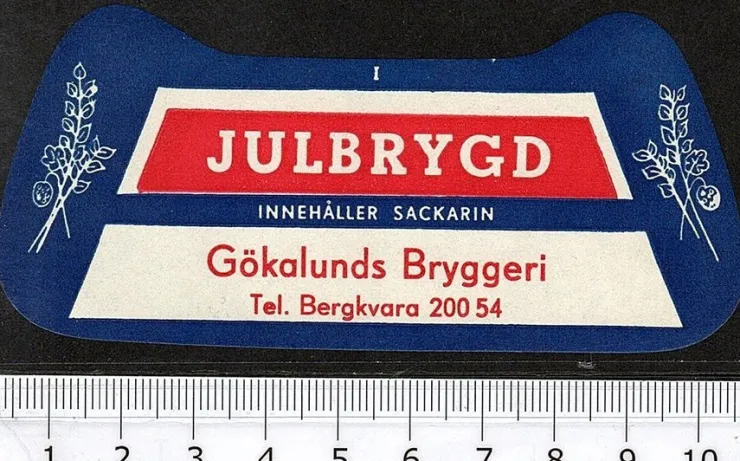 I
JULBRYGD
INNEHÅLLER SACKARIN
Gökalunds Bryggeri
Tel. Bergkvara 200 54
1 2 3 4 5 6 7 8 9 10